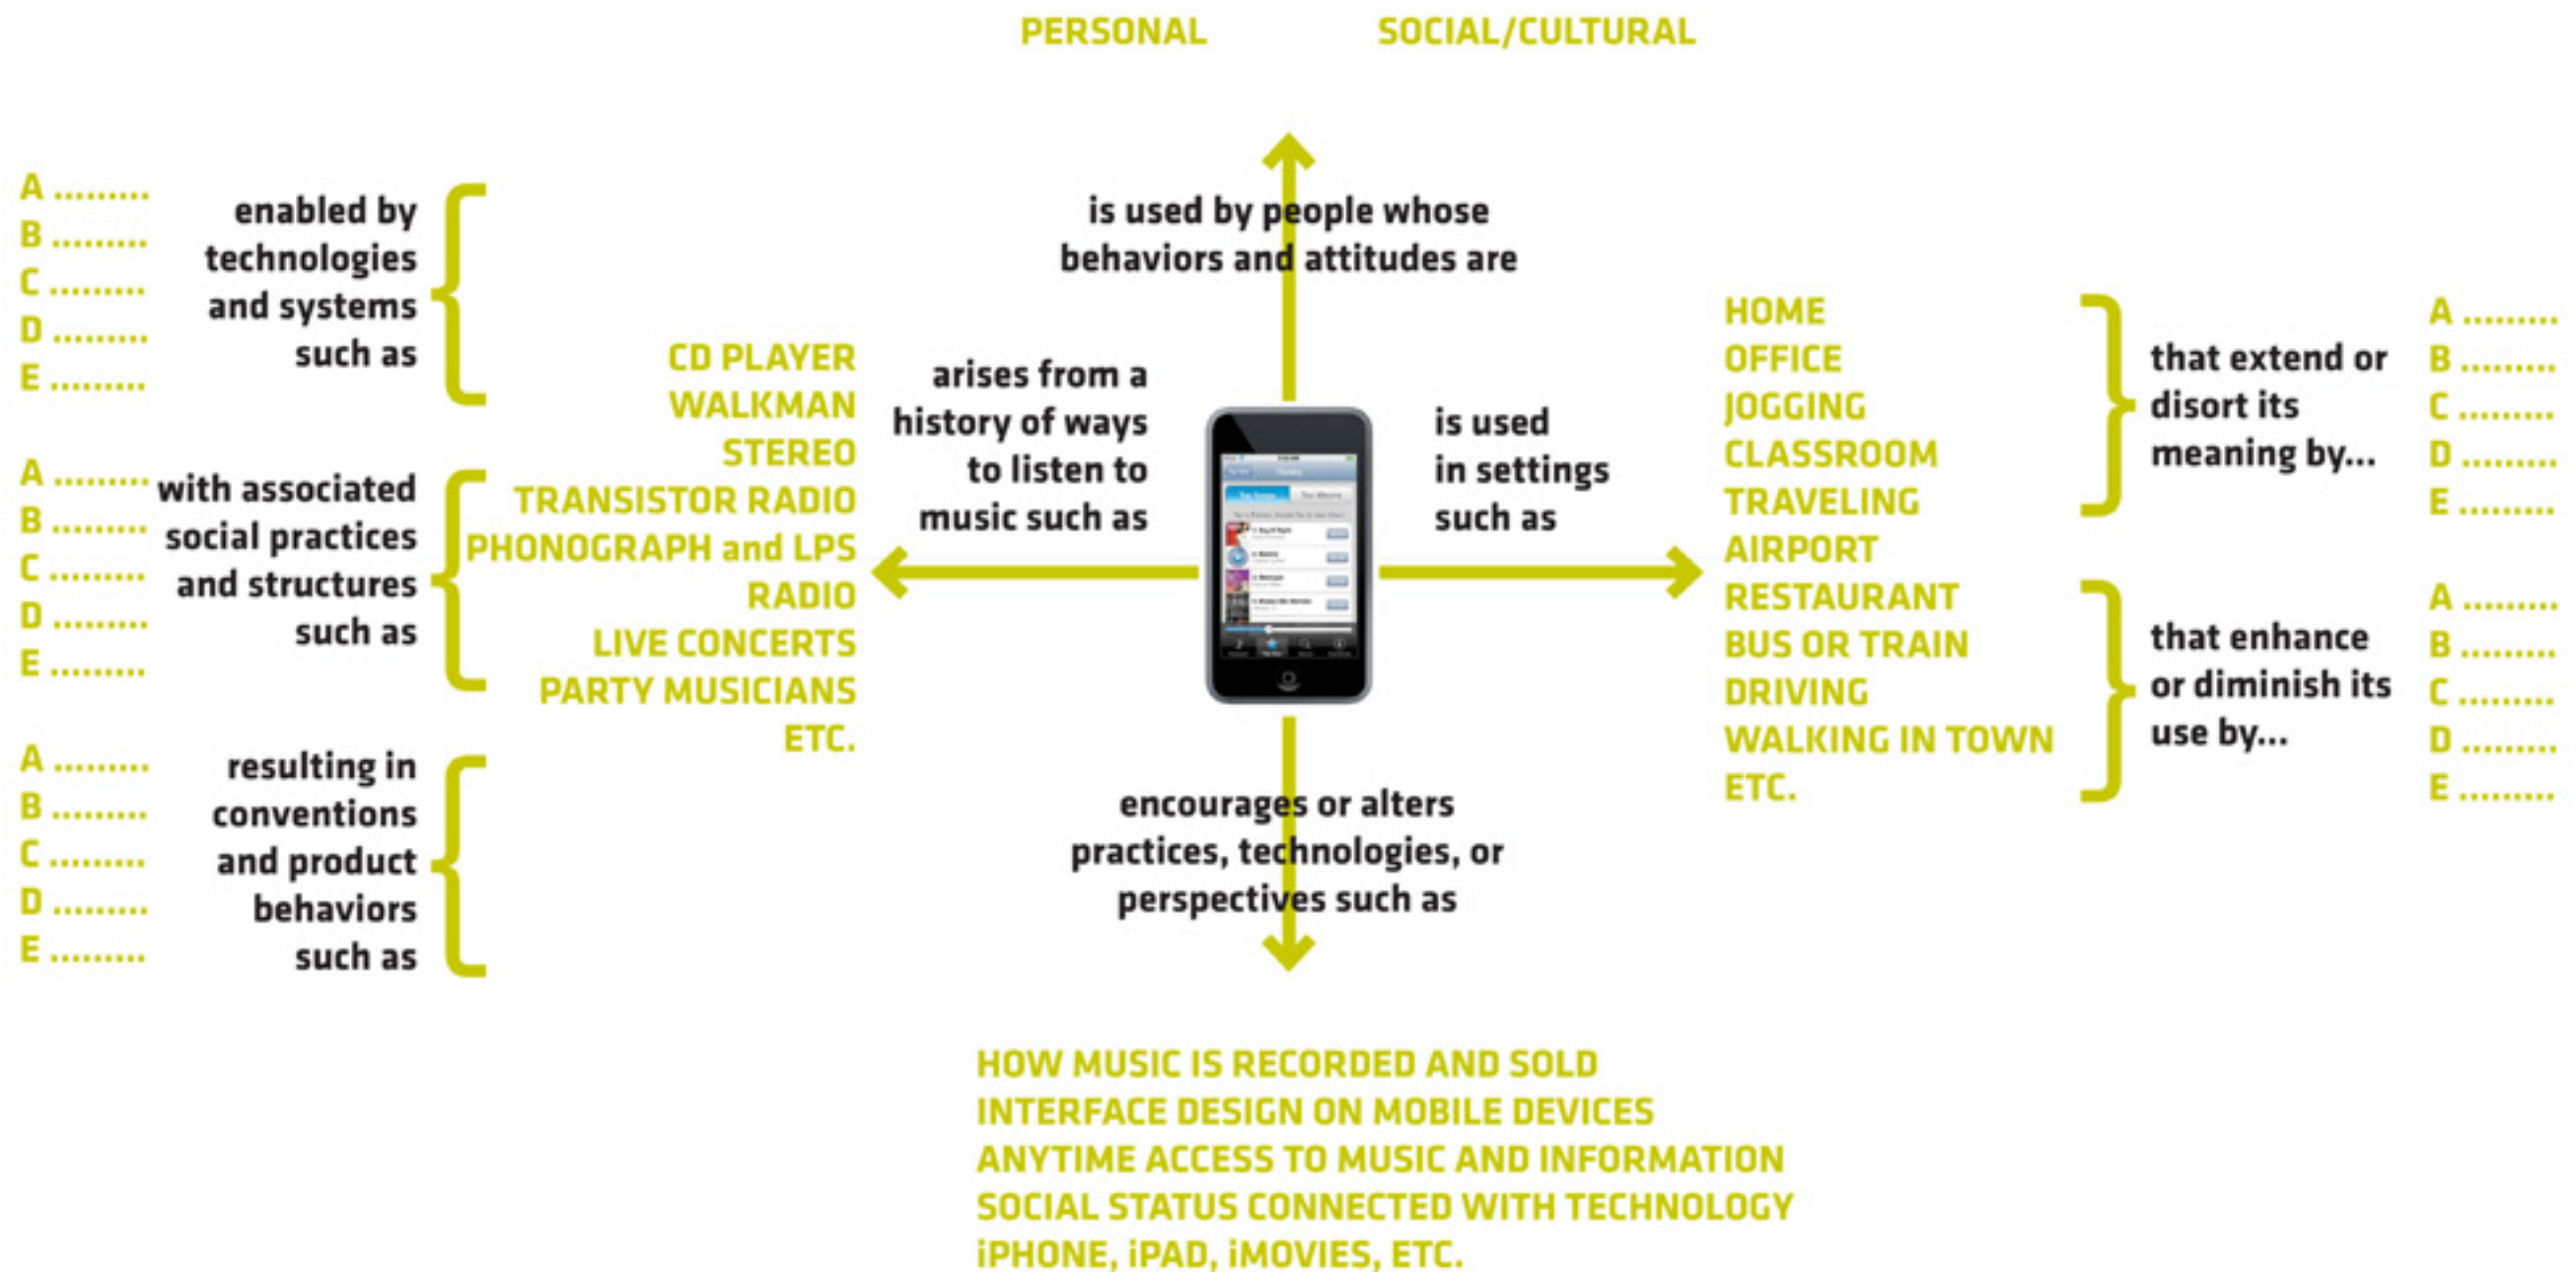 PERSONAL
SOCIAL/CULTURAL
is used by people whose
behaviors and attitudes are
A .........
B .........
C .........
D .........
E .........
enabled by
technologies
and systems
such as
A .........
B .........
C .........
D .........
E .........
with associated
social practices
and structures
such as
A .........
B .........
C .........
D .........
E .........
resulting in
conventions
and product
behaviors
such as
CD PLAYER
WALKMAN
STEREO
TRANSISTOR RADIO
PHONOGRAPH and LPS
RADIO
LIVE CONCERTS
PARTY MUSICIANS
ETC.
arises from a
history of ways
to listen to
music such as
is used
in settings
such as
HOME
OFFICE
JOGGING
CLASSROOM
TRAVELING
AIRPORT
RESTAURANT
BUS OR TRAIN
DRIVING
WALKING IN TOWN
ETC.
that extend or
disort its
meaning by...
A .........
B .........
C .........
D .........
E .........
that enhance
or diminish its
use by...
A .........
B .........
C .........
D .........
E .........
encourages or alters
practices, technologies, or
perspectives such as
HOW MUSIC IS RECORDED AND SOLD
INTERFACE DESIGN ON MOBILE DEVICES
ANYTIME ACCESS TO MUSIC AND INFORMATION
SOCIAL STATUS CONNECTED WITH TECHNOLOGY
iPHONE, iPAD, iMOVIES, ETC.